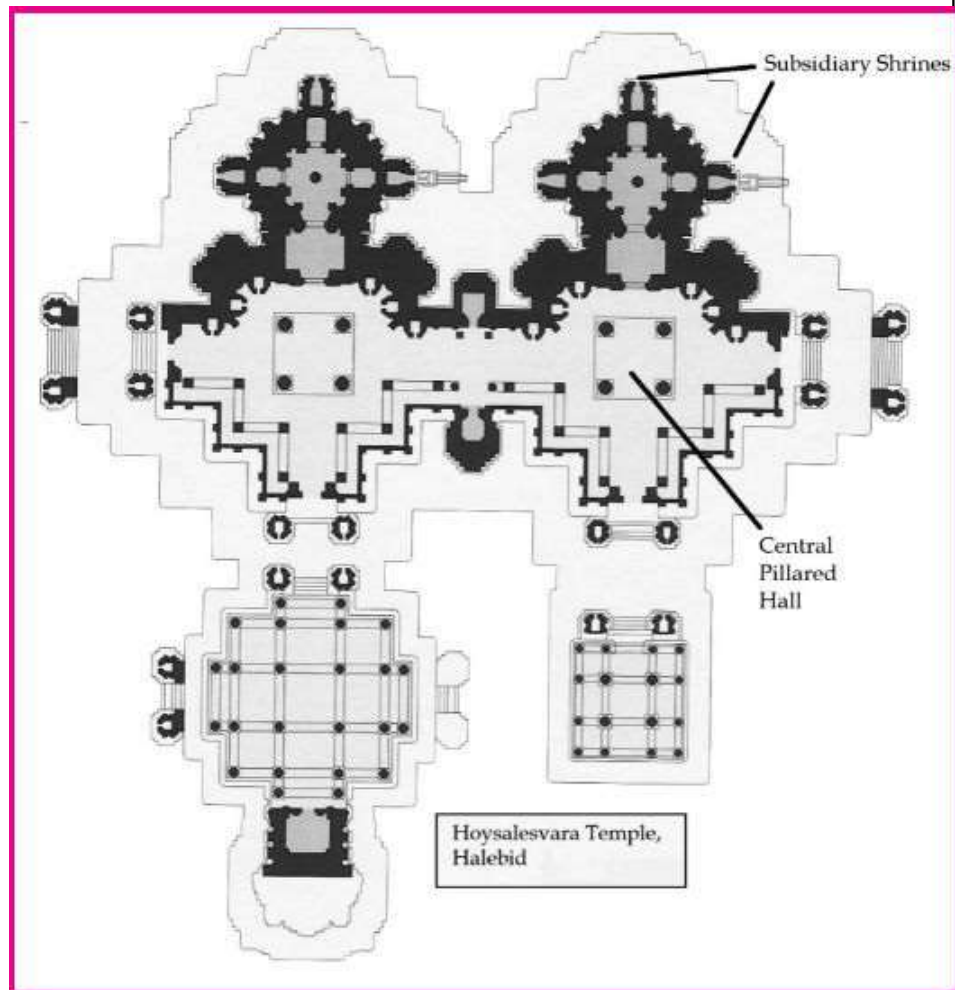 Subsidiary Shrines
Central
Pillared
Hall
Hoysalesvara Temple,
Halebid